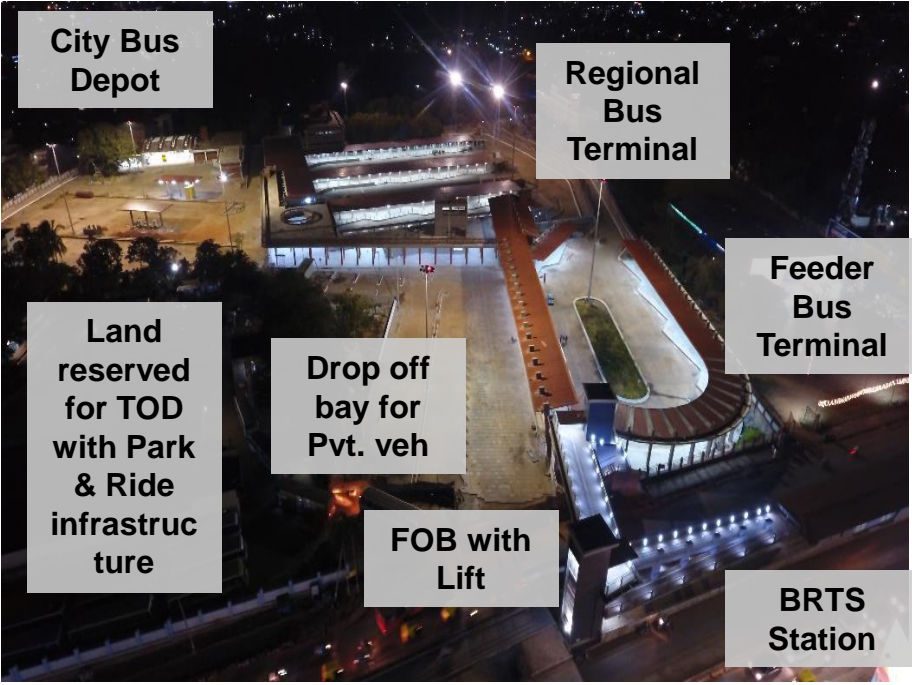 City Bus
Depot
Regional
Bus
Terminal
Feeder
Bus
Terminal
Land
reserved
for TOD
with Park
& Ride
infrastruc
ture
Drop off
bay for
Pvt. veh
FOB with
Lift
BRTS
Station